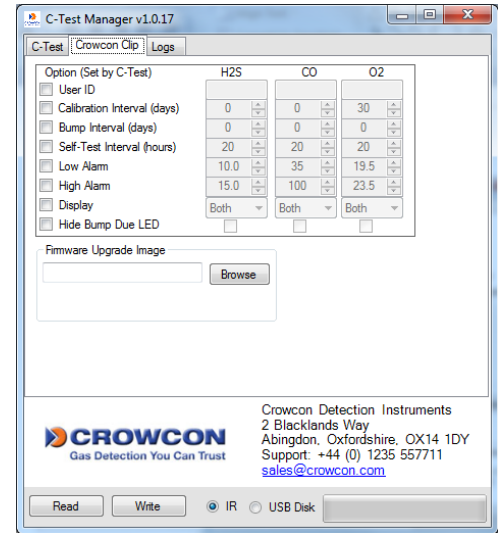 C-Test Manager v1.0.17
C-Test Crowcon Clip Logs
Option (Set by C-Test) H2S CO O2
User ID
Calibration Interval (days) 0 0 30
Bump Interval (days) 0 0 0
Self-Test Interval (hours) 20 20 20
Low Alarm 10.0 35 19.5
High Alarm 15.0 100 23.5
Display Both Both Both
Hide Bump Due LED
Firmware Upgrade Image
Browse
CROWCON
Gas Detection You Can Trust
Crowcon Detection Instruments
2 Blacklands Way
Abingdon, Oxfordshire, OX14 1DY
Support: +44 (0) 1235 557711
sales@crowcon.com
Read Write IR USB Disk